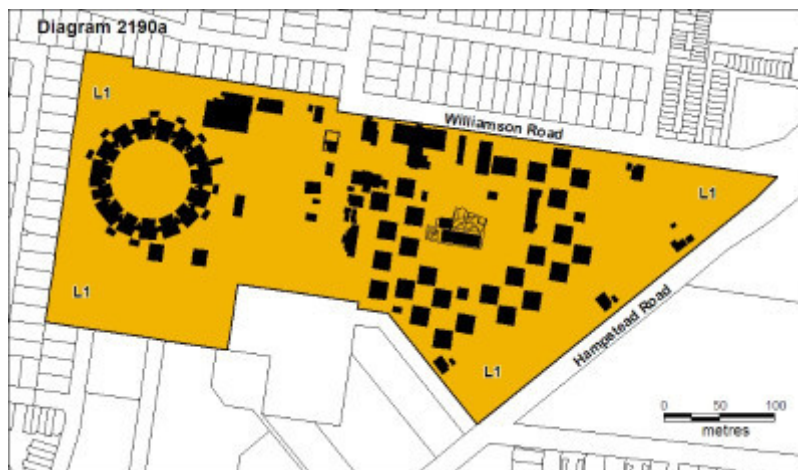 Diagram 2190a
L1
Williamson Road
L1
L1
Hampstead Road
L1
0 50 100
metres